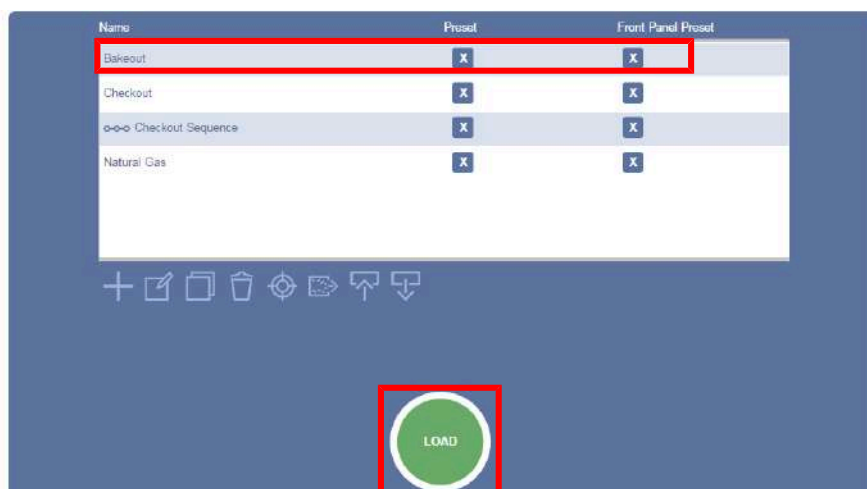 Name Preset Front Panel Preset
Bakeout X X
Checkout X X
Checkout Sequence X X
Natural Gas X X
LOAD